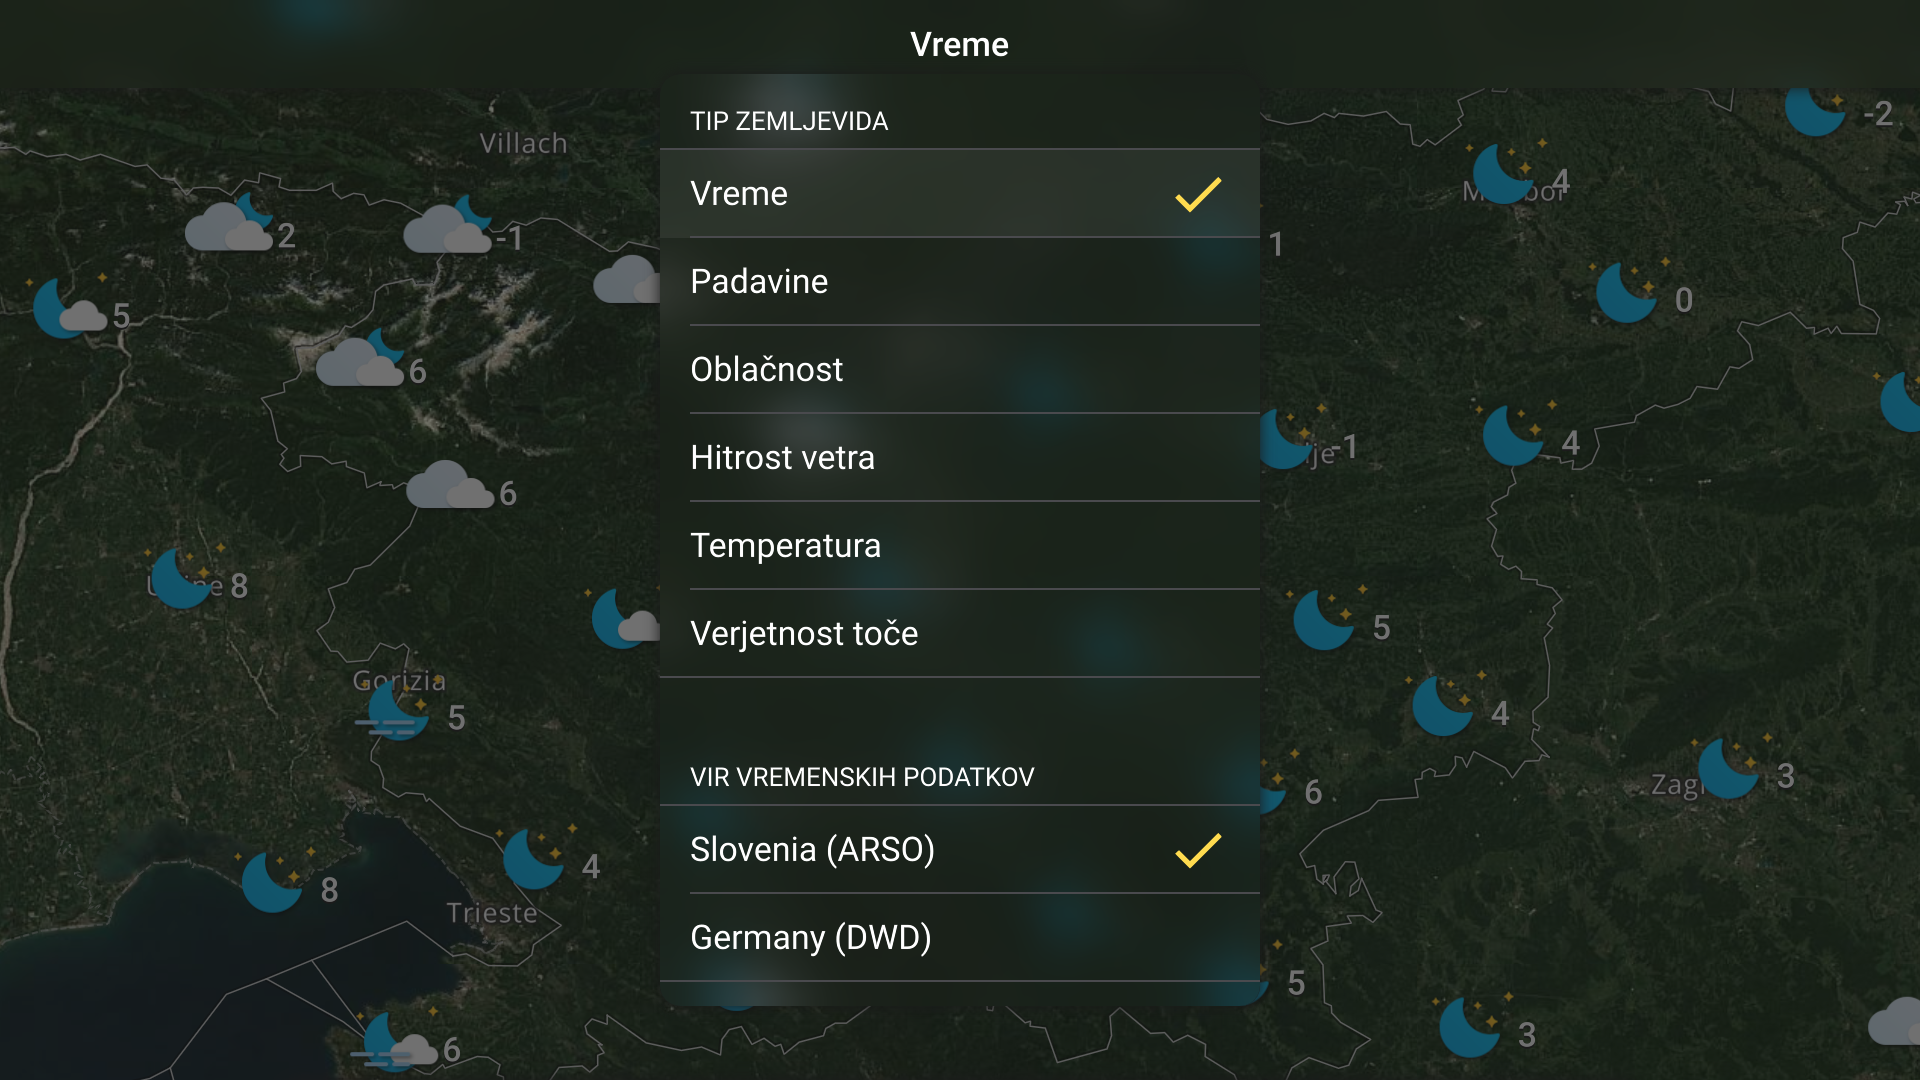 Vreme
TIP ZEMLJEVIDA
Vreme
Padavine
Oblačnost
Hitrost vetra
Temperatura
Verjetnost toče
VIR VREMENSKIH PODATKOV
Slovenia (ARSO)
Germany (DWD)
Villach
2
-1
5
6
6
8
Gorizia
5
8
4
Trieste
6
-2
4
1
0
-1
4
5
4
3
6
5
3